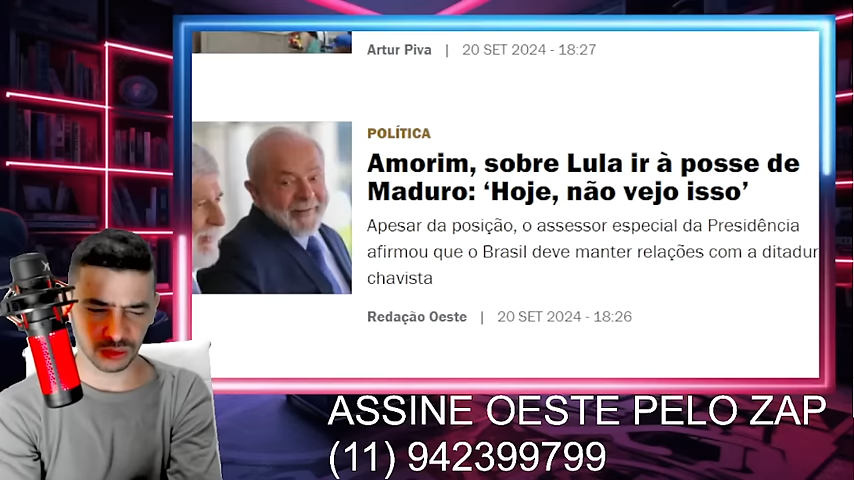 Artur Piva | 20 SET 2024 - 18:27
POLÍTICA
Amorim, sobre Lula ir à posse de
Maduro: ‘Hoje, não vejo isso’
Apesar da posição, o assessor especial da Presidência
afirmou que o Brasil deve manter relações com a ditadur
chavista
Redação Oeste | 20 SET 2024 - 18:26
ASSINE OESTE PELO ZAP
(11) 942399799